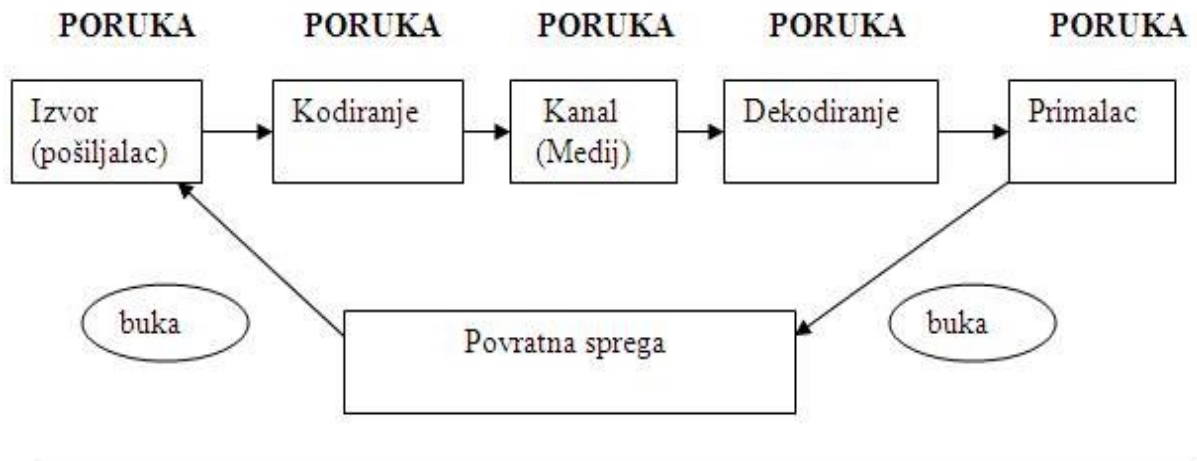 PORUKA PORUKA PORUKA PORUKA PORUKA
Izvor
(pošiljalac)
Kodiranje
Kanal
(Medij)
Dekodiranje
Primalac
buka
Povratna sprega
buka